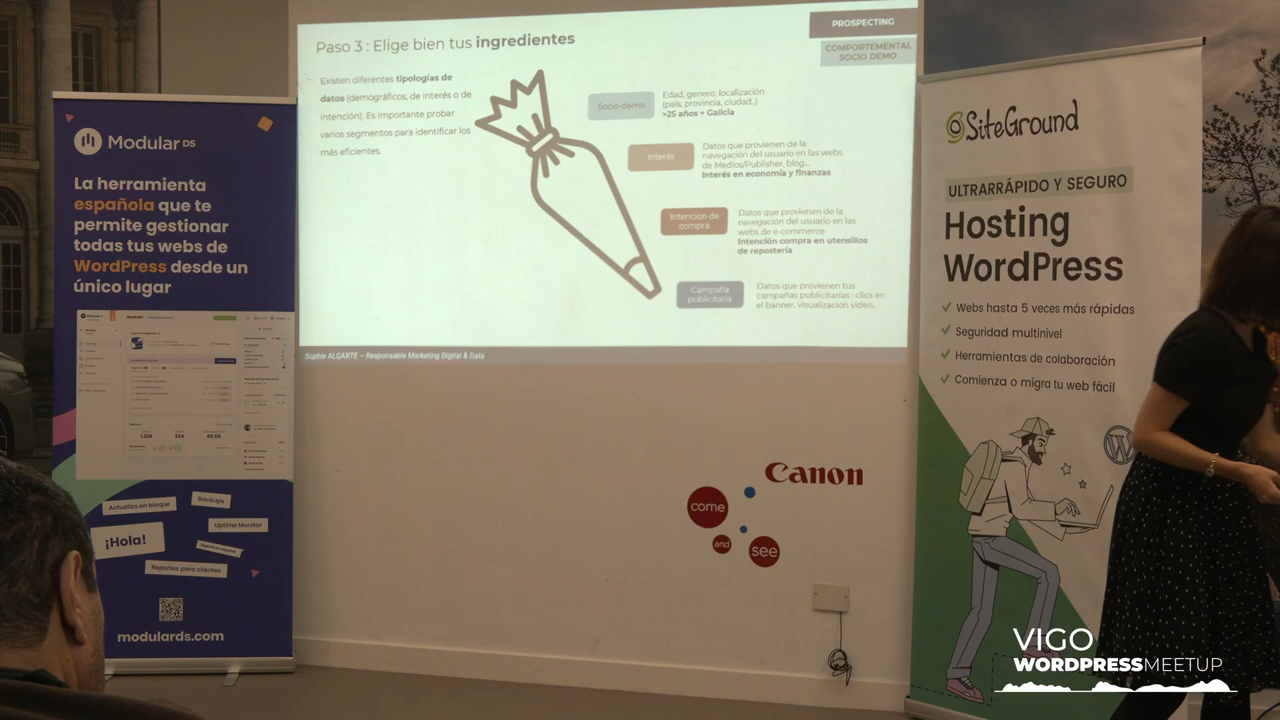 Paso 3 : Elige bien tus ingredientes
PROSPECTING
COMPORTEMENTAL
SOCIO DEMO
Existen diferentes tipologías de
datos (demográficos, de interés o de
intención). Es importante probar
varios segmentos para identificar los
más eficientes.
Socio-demo
Edad, genero, localización
(país, provincia, ciudad..)
>25 años + Galicia
Interés
Datos que provienen de la
navegación del usuario en las webs
de Medios/Publisher, blog...
Interés en economía y finanzas
Intención de
compra
Datos que provienen de la
navegación del usuario en las
webs de e-commerce
Intención compra en utensilios
de repostería
Campaña
publicitaria
Datos que provienen tus
campañas publicitarias : clics en
el banner, visualización video..
Sophie ALGARTE – Responsable Marketing Digital & Data
Modular DS
La herramienta
española que te
permite gestionar
todas tus webs de
WordPress desde un
único lugar
Actualiza en bloque
Backups
¡Hola!
Uptime Monitor
Reportes para clientes
modulards.com
Canon
come
and
see
SiteGround
ULTRARRÁPIDO Y SEGURO
Hosting
WordPress
Webs hasta 5 veces más rápidas
Seguridad multinivel
Herramientas de colaboración
Comienza o migra tu web fácil
VIGO
WORDPRESSMEETUP